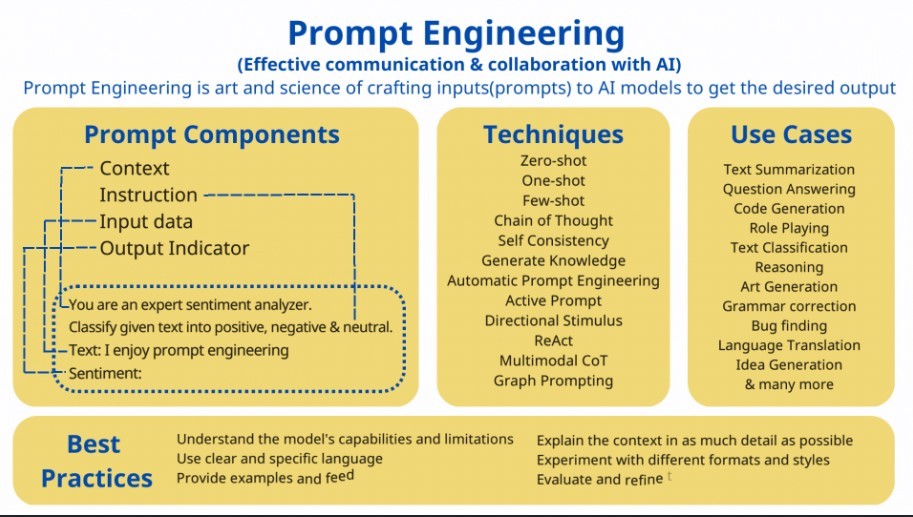 Prompt Engineering
(Effective communication & collaboration with AI)
Prompt Engineering is art and science of crafting inputs(prompts) to AI models to get the desired output
Prompt Components
Context
Instruction
Input data
Output Indicator
You are an expert sentiment analyzer.
Classify given text into positive, negative & neutral.
Text: I enjoy prompt engineering
Sentiment:
Techniques
Zero-shot
One-shot
Few-shot
Chain of Thought
Self Consistency
Generate Knowledge
Automatic Prompt Engineering
Active Prompt
Directional Stimulus
ReAct
Multimodal CoT
Graph Prompting
Use Cases
Text Summarization
Question Answering
Code Generation
Role Playing
Text Classification
Reasoning
Art Generation
Grammar correction
Bug finding
Language Translation
Idea Generation
& many more
Best
Practices
Understand the model's capabilities and limitations
Use clear and specific language
Provide examples and feed
Explain the context in as much detail as possible
Experiment with different formats and styles
Evaluate and refine